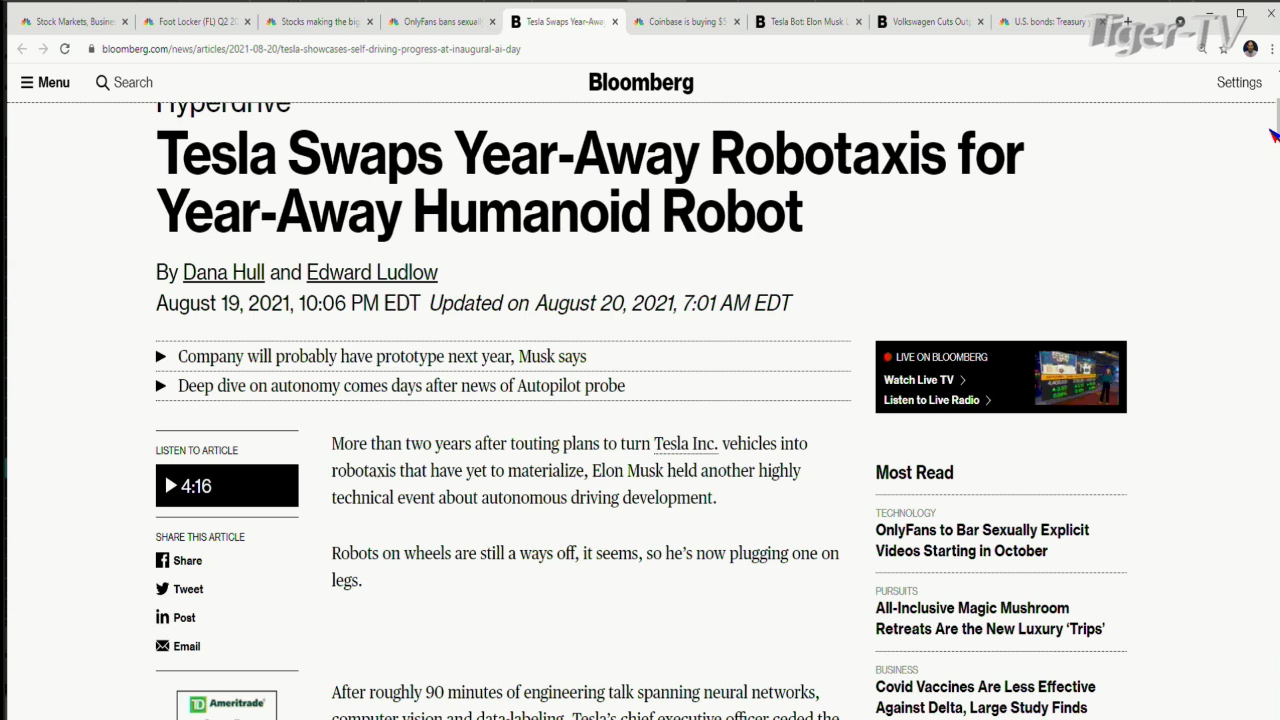 Stock Markets, Busines
Foot Locker (FL) Q2 20
Stocks making the big
OnlyFans bans sexuall
Tesla Swaps Year-Away
Coinbase is buying $5
Tesla Bot: Elon Musk L
Volkswagen Cuts Outp
U.S. bonds: Treasury y
Tiger-TV
bloomberg.com/news/articles/2021-08-20/tesla-showcases-self-driving-progress-at-inaugural-ai-day
Menu
Search
Bloomberg
Settings
Hyperdrive
Tesla Swaps Year-Away Robotaxis for
Year-Away Humanoid Robot
By Dana Hull and Edward Ludlow
August 19, 2021, 10:06 PM EDT Updated on August 20, 2021, 7:01 AM EDT
Company will probably have prototype next year, Musk says
Deep dive on autonomy comes days after news of Autopilot probe
LIVE ON BLOOMBERG
Watch Live TV
Listen to Live Radio
LISTEN TO ARTICLE
4:16
SHARE THIS ARTICLE
Share
Tweet
Post
Email
TD Ameritrade
More than two years after touting plans to turn Tesla Inc. vehicles into
robotaxis that have yet to materialize, Elon Musk held another highly
technical event about autonomous driving development.
Robots on wheels are still a ways off, it seems, so he's now plugging one on
legs.
After roughly 90 minutes of engineering talk spanning neural networks,
computer vision and data-labeling, Tesla's chief executive officer ceded the
Most Read
TECHNOLOGY
OnlyFans to Bar Sexually Explicit
Videos Starting in October
PURSUITS
All-Inclusive Magic Mushroom
Retreats Are the New Luxury 'Trips'
BUSINESS
Covid Vaccines Are Less Effective
Against Delta, Large Study Finds